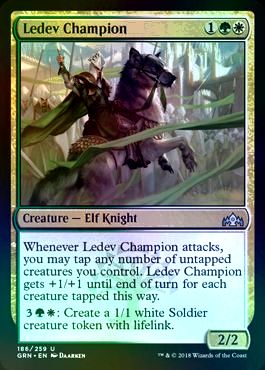 Ledev Champion 1
Creature — Elf Knight
Whenever Ledev Champion attacks,
you may tap any number of untapped
creatures you control. Ledev Champion
gets +1/+1 until end of turn for each
creature tapped this way.
3 : Create a 1/1 white Soldier
creature token with lifelink.
2/2
186/259 U
GRN • EN Daarken
™ & © 2018 Wizards of the Coast